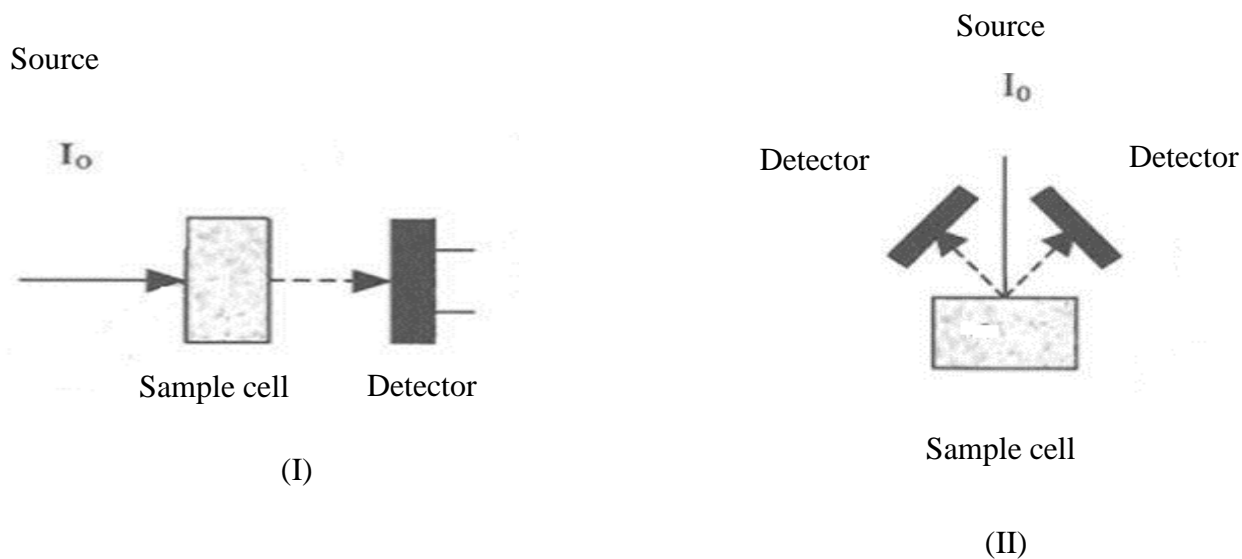 Source
I₀
Sample cell
Detector
(I)
Source
I₀
Detector
Detector
Sample cell
(II)